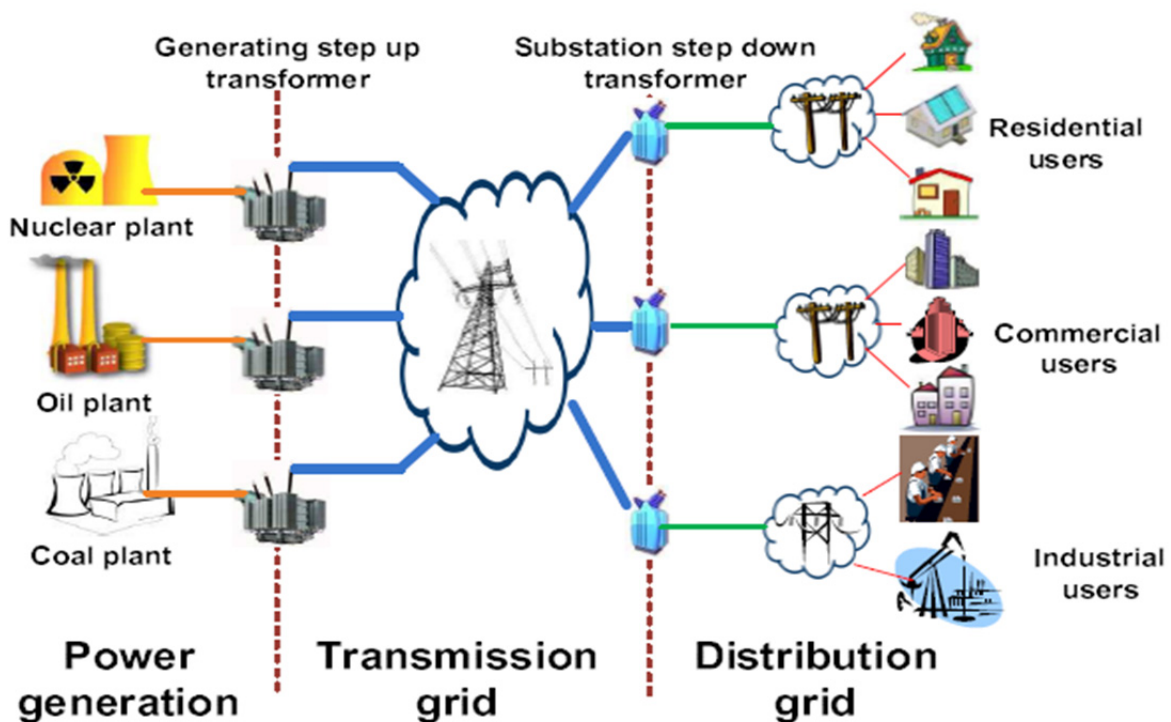 Generating step up
transformer
Substation step down
transformer
Nuclear plant
Oil plant
Coal plant
Residential
users
Commercial
users
Industrial
users
Power
generation
Transmission
grid
Distribution
grid